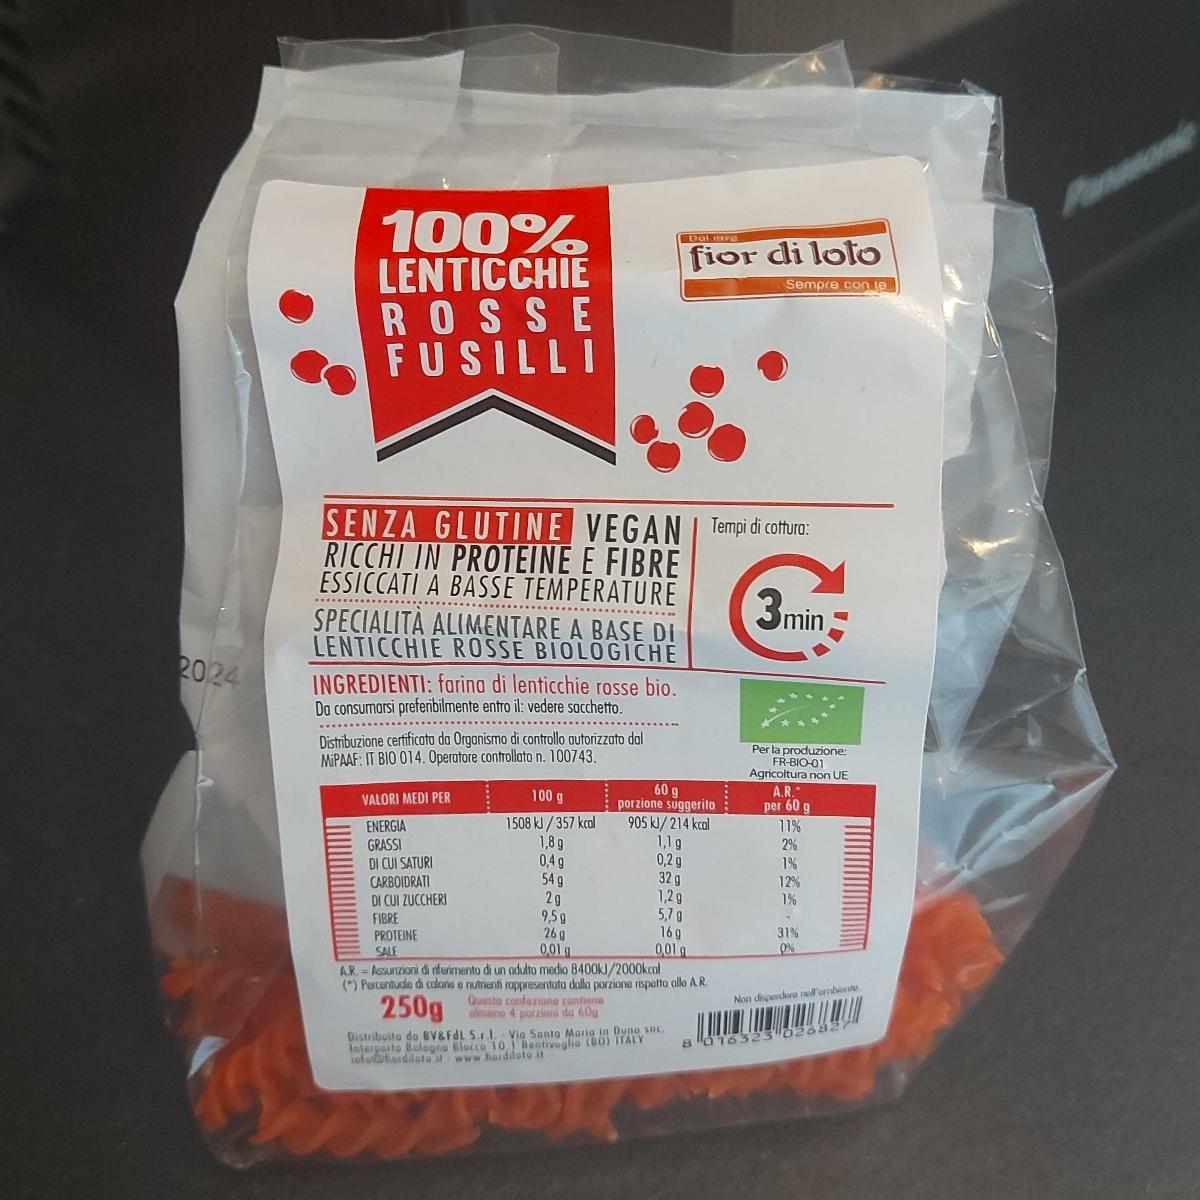 100%
LENTICCHIE
ROSSE
FUSILLI
Dal 1972
fior di loto
Sempre con te
Panasonic
SENZA GLUTINE VEGAN
RICCHI IN PROTEINE E FIBRE
ESSICCATI A BASSE TEMPERATURE
SPECIALITÀ ALIMENTARE A BASE DI
LENTICCHIE ROSSE BIOLOGICHE
Tempi di cottura:
3 min
2024
INGREDIENTI: farina di lenticchie rosse bio.
Da consumarsi preferibilmente entro il: vedere sacchetto.
Distribuzione certificata da Organismo di controllo autorizzato dal
MiPAAF: IT BIO 014. Operatore controllato n. 100743.
Per la produzione:
FR-BIO-01
Agricoltura non UE
VALORI MEDI PER 100 g 60 g porzione suggerita A.R.* per 60 g
ENERGIA 1508 kJ / 357 kcal 905 kJ/ 214 kcal 11%
GRASSI 1,8 g 1,1 g 2%
DI CUI SATURI 0,4 g 0,2 g 1%
CARBOIDRATI 54 g 32 g 12%
DI CUI ZUCCHERI 2 g 1,2 g 1%
FIBRE 9,5 g 5,7 g -
PROTEINE 26 g 16 g 31%
SALE 0,01 g 0,01 g 0%
A.R. = Assunzioni di riferimento di un adulto medio 8400kJ/2000kcal
(*) Percentuale di calorie e nutrienti rappresentata dalla porzione rispetto alle A.R.
250g
Questa confezione contiene
almeno 4 porzioni da 60g
Non disperdere nell'ambiente.
Distribuito da BV&FdL S.r.l. - Via Santa Maria in Duno snc,
Interporto Bologna Blocco 10.1 Bentivoglio (BO) ITALY
info@fiordiloto.it - www.fiordiloto.it
8 016323 026827